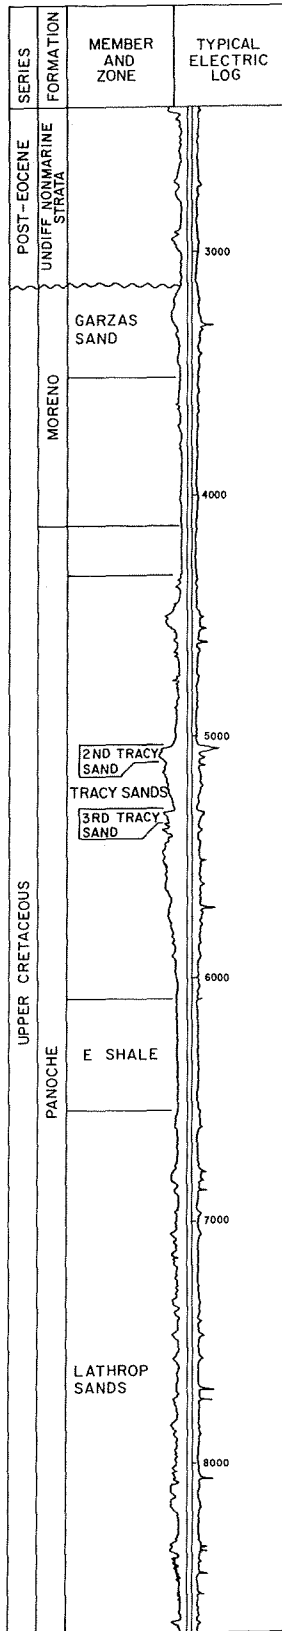 SERIES
FORMATION
MEMBER
AND
ZONE
TYPICAL
ELECTRIC
LOG
POST-EOCENE
UNDIFF NONMARINE
STRATA
3000
GARZAS
SAND
MORENO
4000
5000
2ND TRACY
SAND
TRACY SANDS
3RD TRACY
SAND
UPPER CRETACEOUS
6000
PANOCHE
E SHALE
7000
LATHROP
SANDS
8000